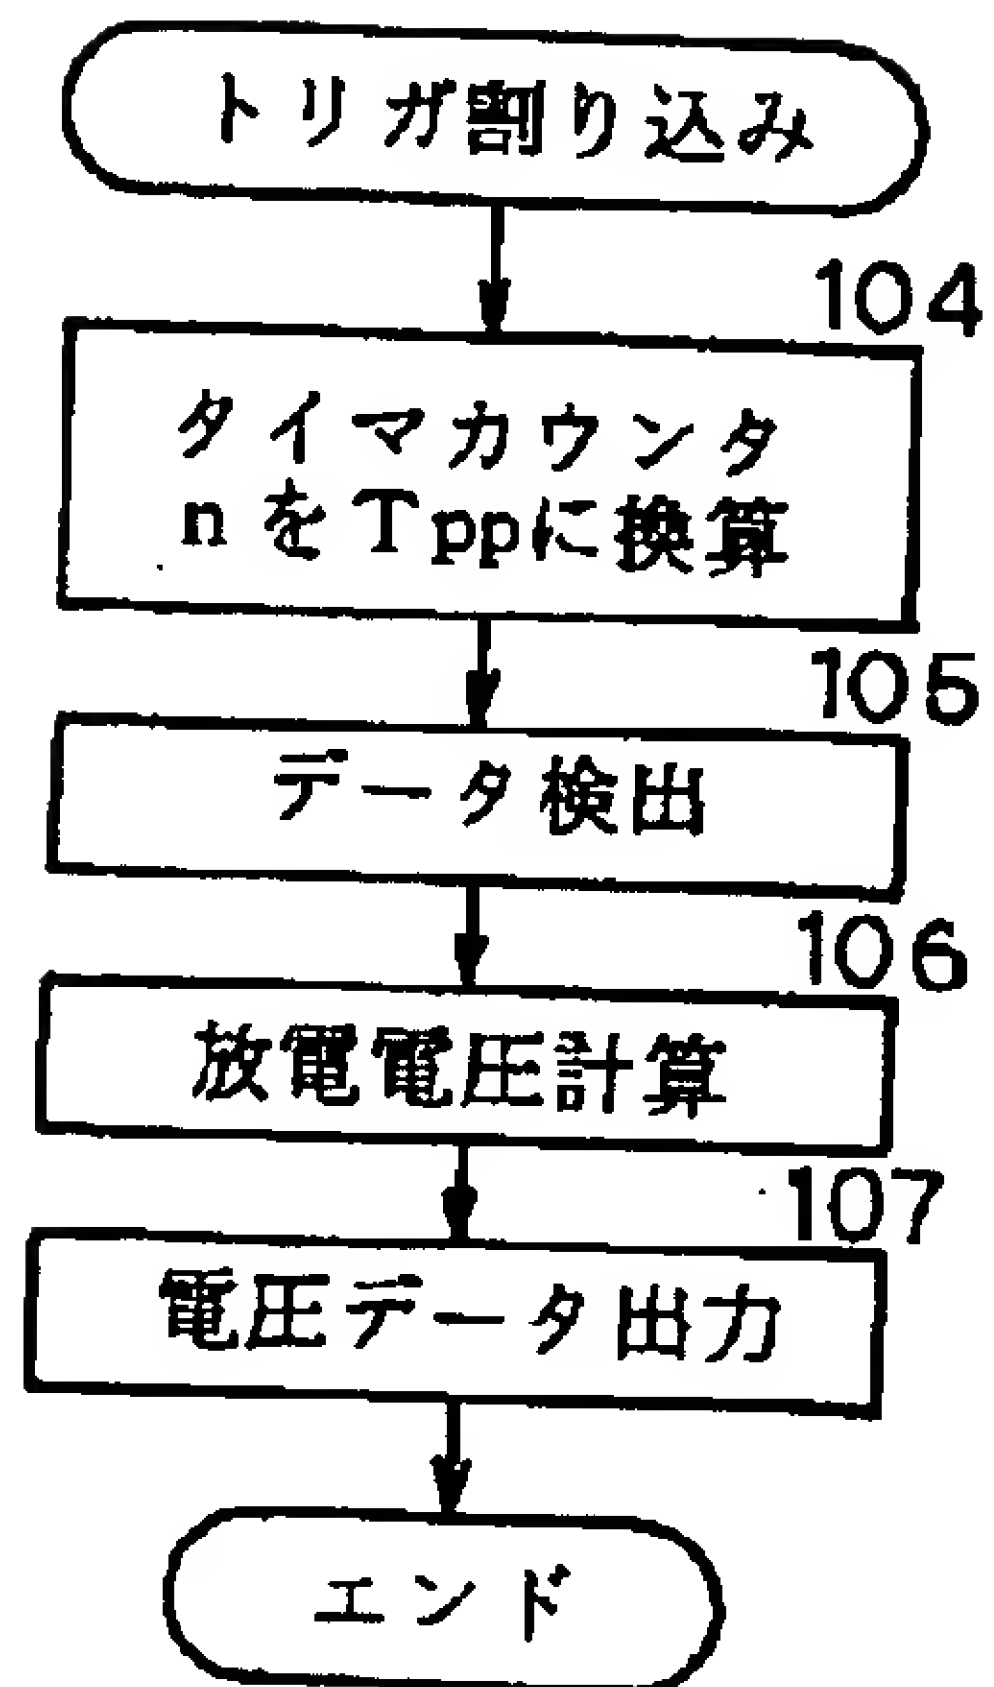 トリガ割り込み
104
タイマカウンタ
nをTppに換算
105
データ検出
106
放電電圧計算
107
電圧データ出力
エンド